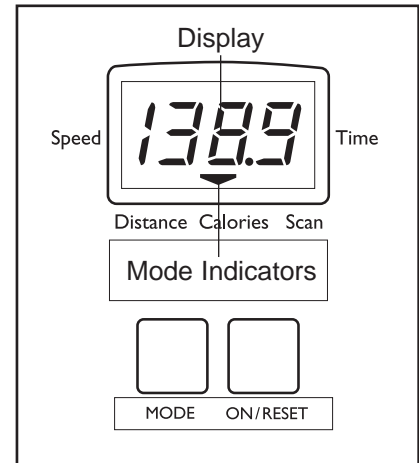 Display
Speed 138.9 Time
Distance Calories Scan
Mode Indicators
MODE ON/RESET